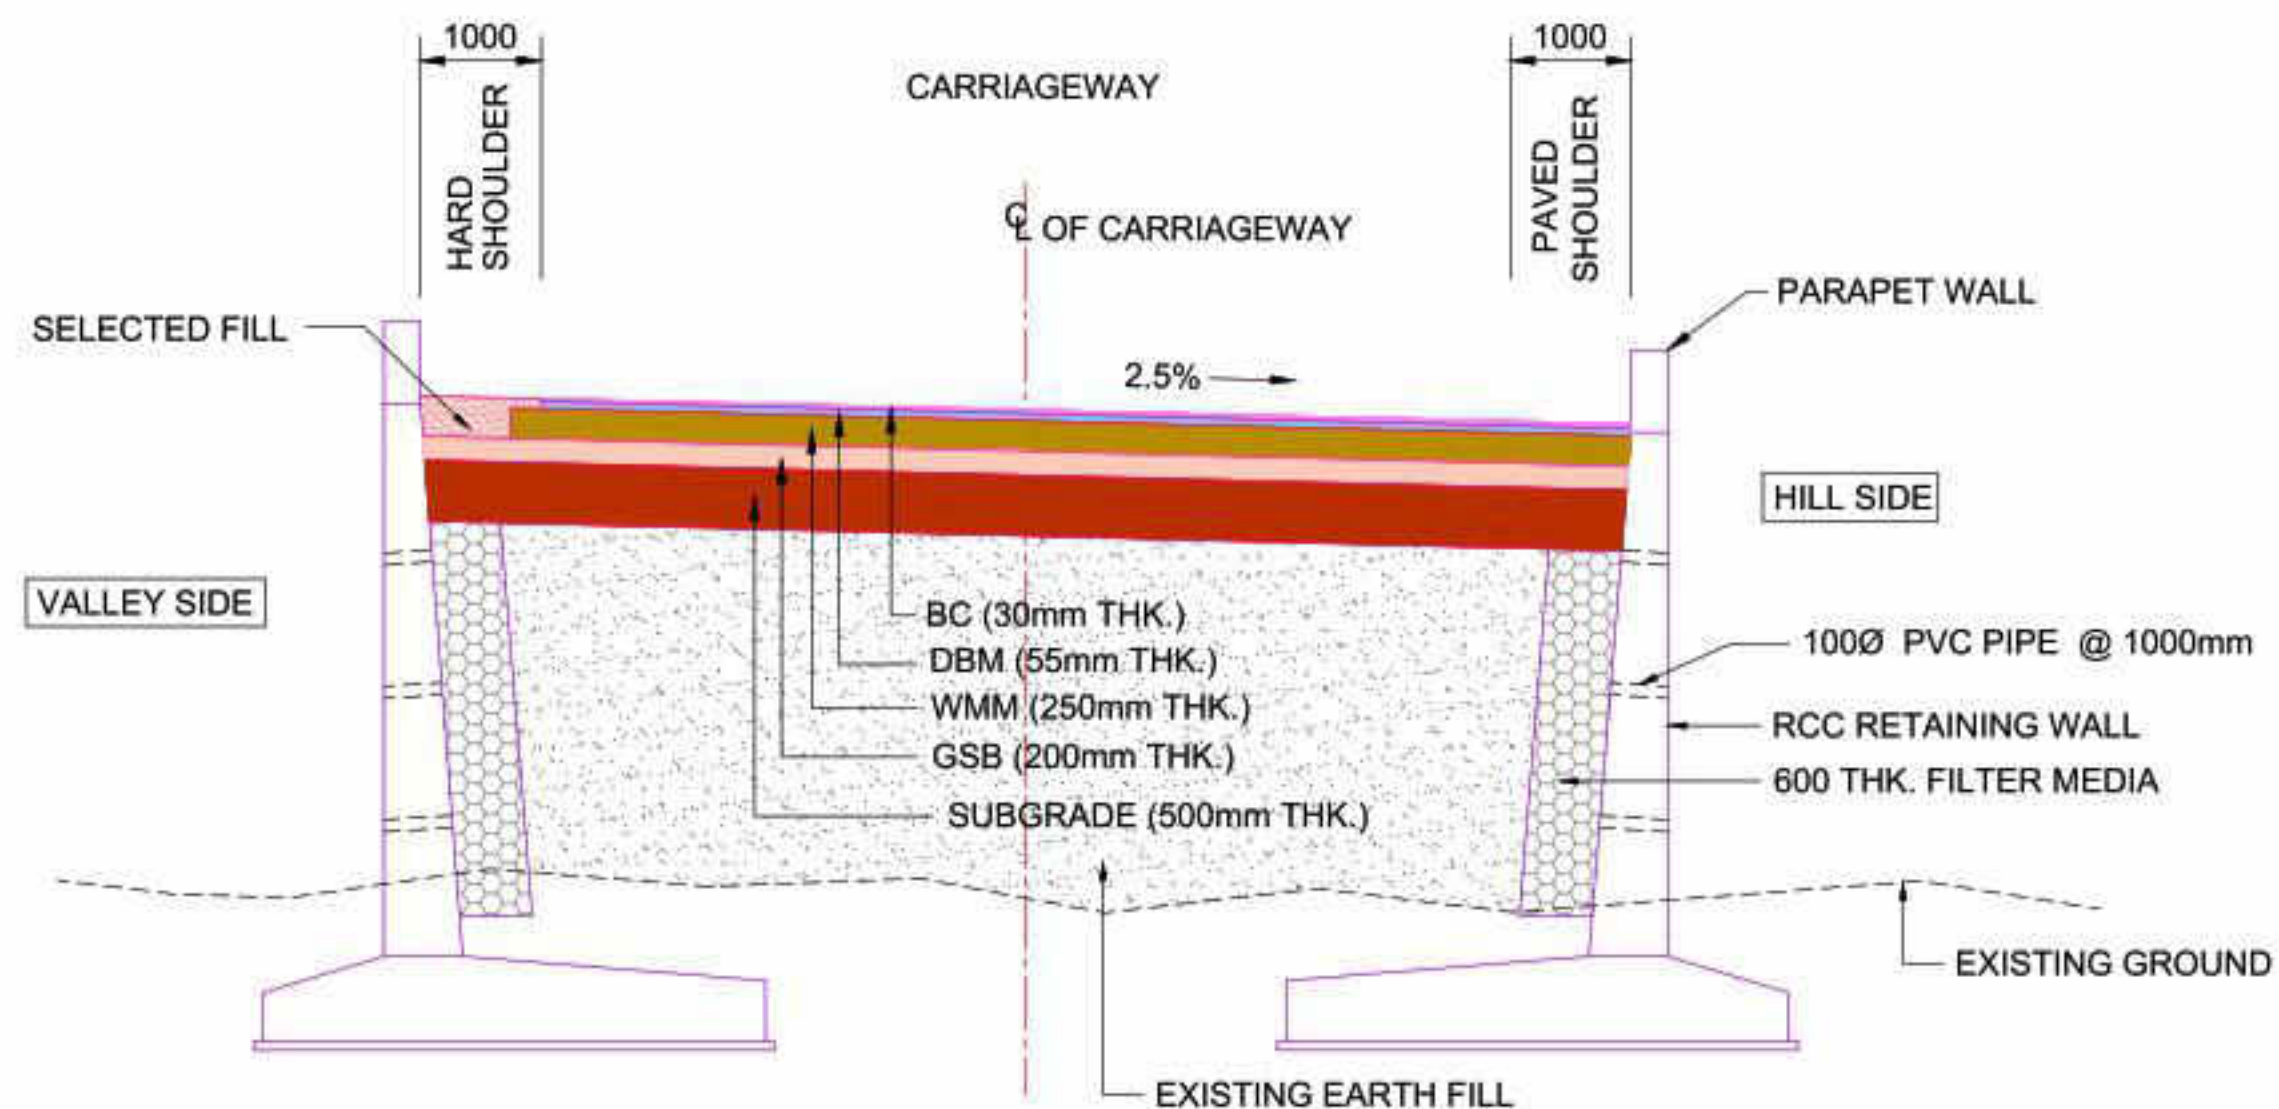 1000
1000
CARRIAGEWAY
HARD
SHOULDER
PAVED
SHOULDER
℄ OF CARRIAGEWAY
PARAPET WALL
SELECTED FILL
2.5%
HILL SIDE
VALLEY SIDE
BC (30mm THK.)
DBM (55mm THK.)
WMM (250mm THK.)
GSB (200mm THK.)
SUBGRADE (500mm THK.)
100Ø PVC PIPE @ 1000mm
RCC RETAINING WALL
600 THK. FILTER MEDIA
EXISTING GROUND
EXISTING EARTH FILL